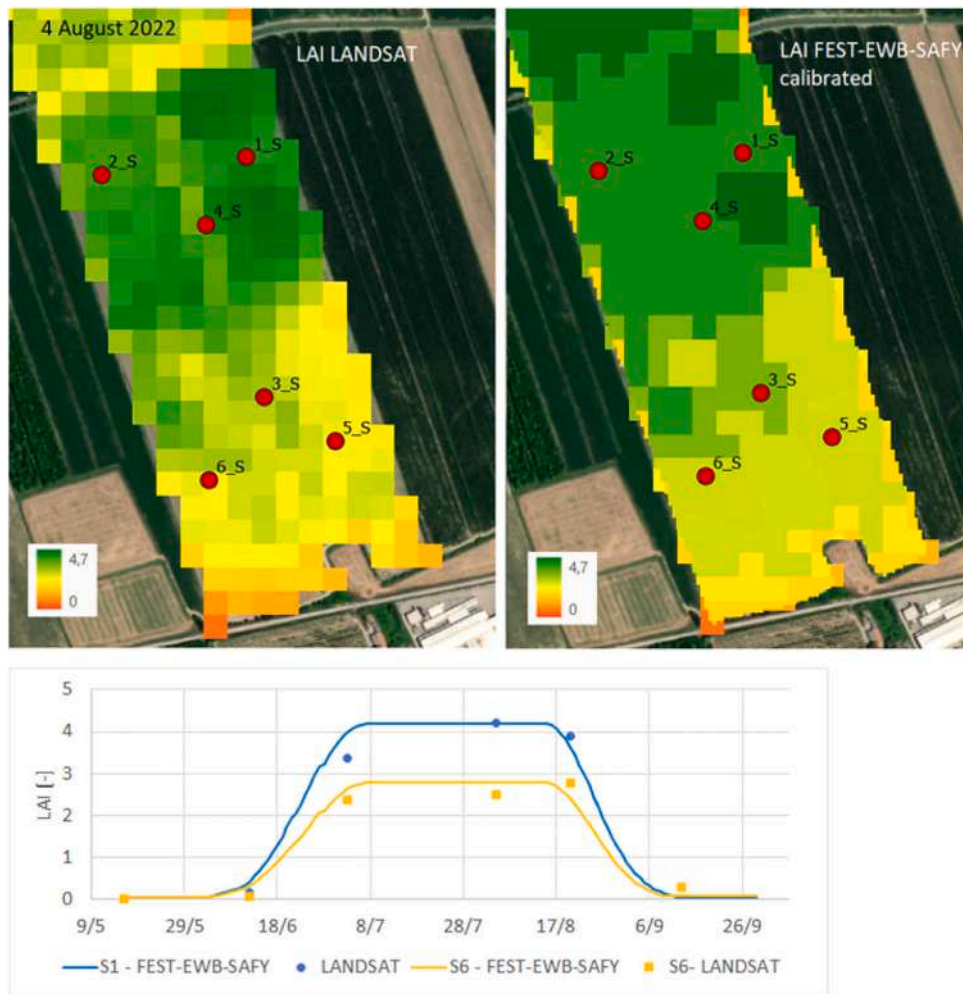 4 August 2022
LAI LANDSAT
1_S
2_S
4_S
3_S
5_S
6_S
4,7
0
LAI FEST-EWB-SAFY
calibrated
1_S
2_S
4_S
3_S
5_S
6_S
4,7
0
5
4
3
2
1
0
LAI [-]
9/5 29/5 18/6 8/7 28/7 17/8 6/9 26/9
S1 - FEST-EWB-SAFY LANDSAT S6 - FEST-EWB-SAFY S6- LANDSAT